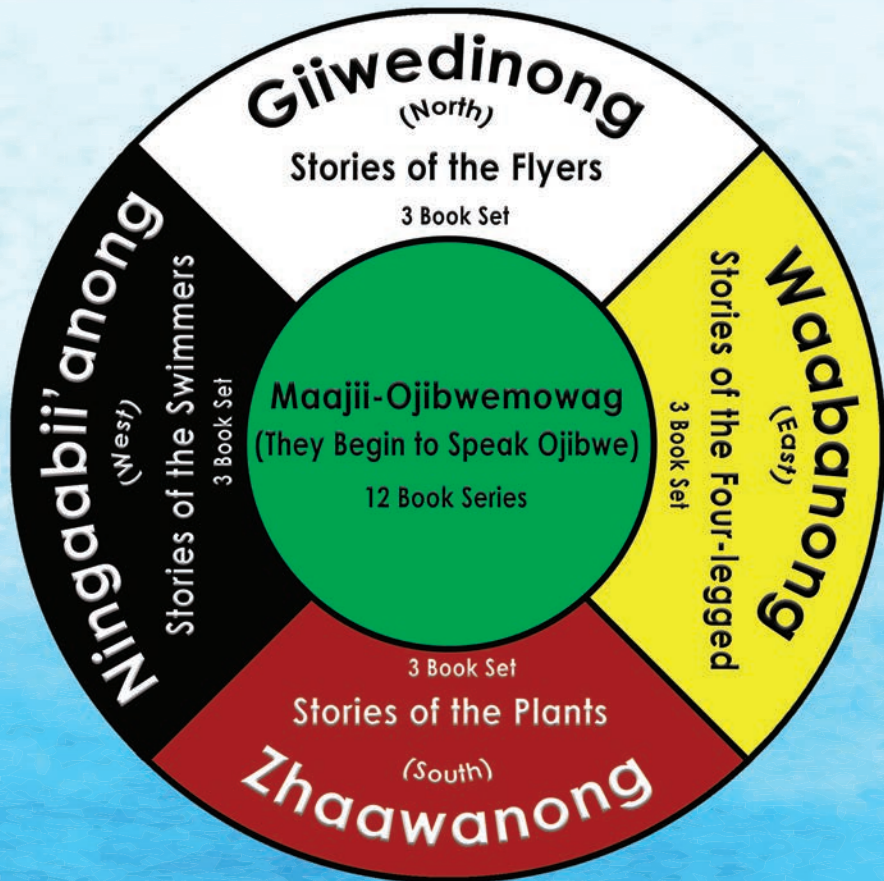 Giiwedinong
(North)
Stories of the Flyers
3 Book Set
Waabanong
(East)
Stories of the Four-legged
3 Book Set
Maajii-Ojibwemowag
(They Begin to Speak Ojibwe)
12 Book Series
3 Book Set
Stories of the Plants
(South)
Zhaawanong
Ningaabii'anong
(West)
Stories of the Swimmers
3 Book Set